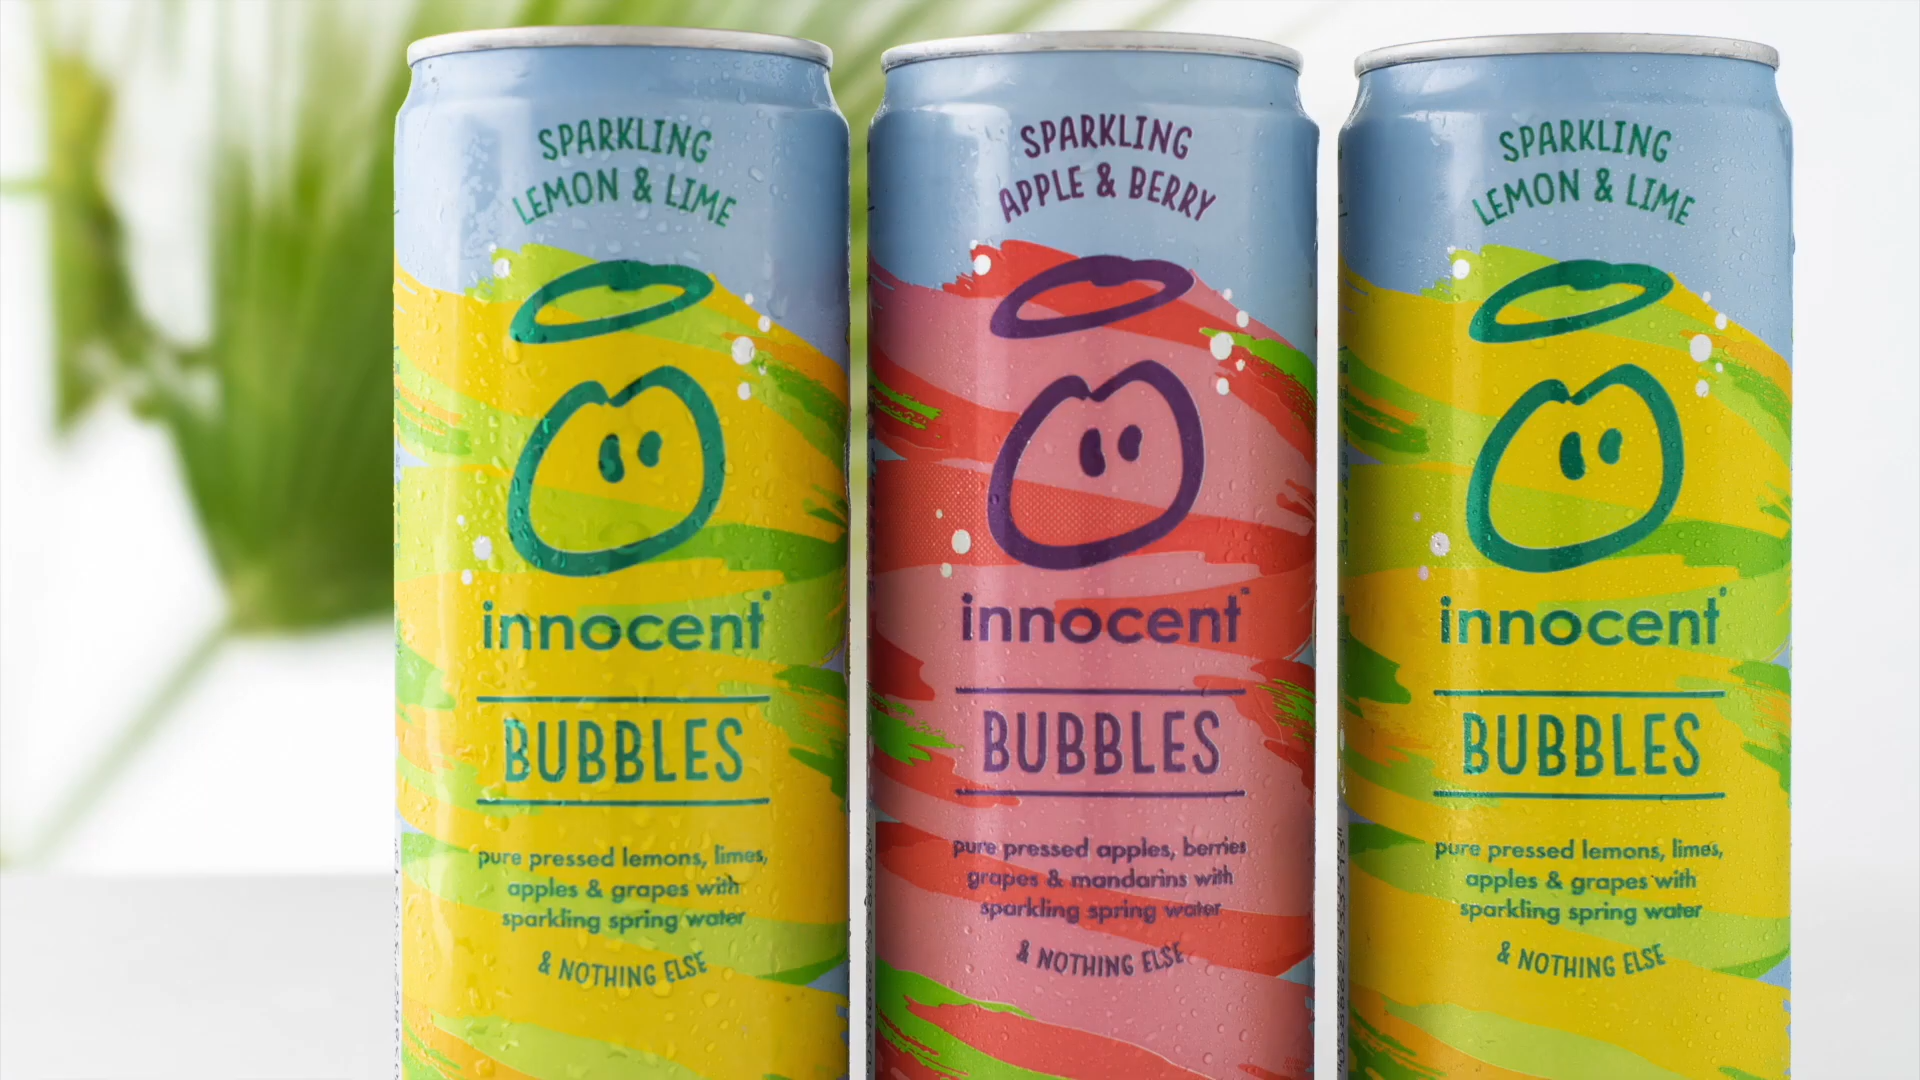 SPARKLING
LEMON & LIME
innocent
BUBBLES
pure pressed lemons, limes,
apples & grapes with
sparkling spring water
& NOTHING ELSE
SPARKLING
APPLE & BERRY
innocent
BUBBLES
pure pressed apples, berries
grapes & mandarins with
sparkling spring water
& NOTHING ELSE
SPARKLING
LEMON & LIME
innocent
BUBBLES
pure pressed lemons, limes,
apples & grapes with
sparkling spring water
& NOTHING ELSE